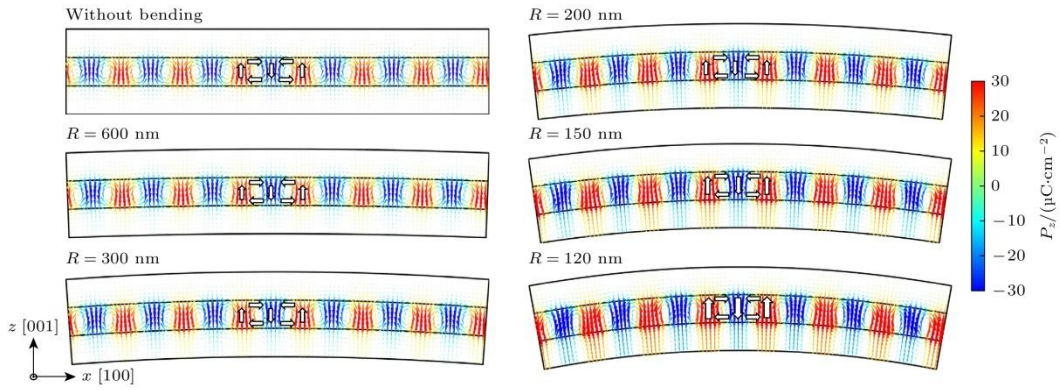 Without bending
R = 600 nm
R = 300 nm
z [001]
x [100]
R = 200 nm
R = 150 nm
R = 120 nm
30
20
10
0
−10
−20
−30
Pz/(µC·cm−2)